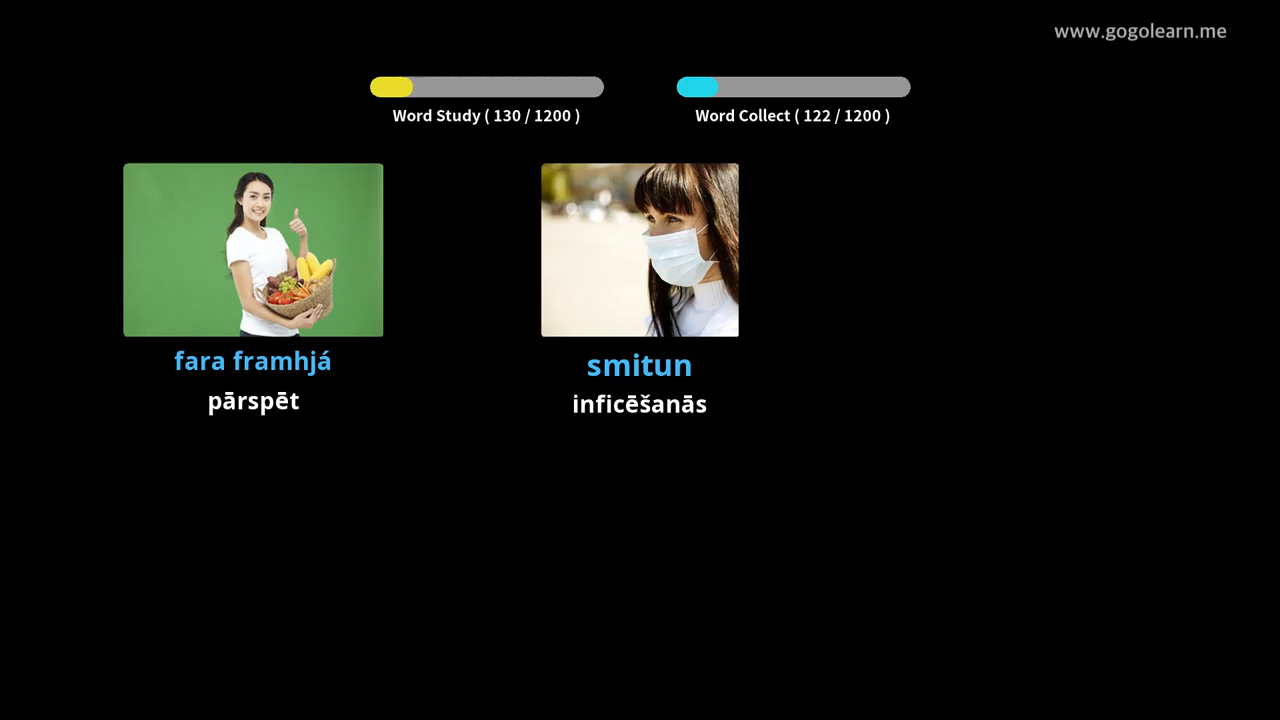 www.gogolearn.me
Word Study ( 130 / 1200 )
Word Collect ( 122 / 1200 )
fara framhjá
pārspēt
smitun
inficēšanās